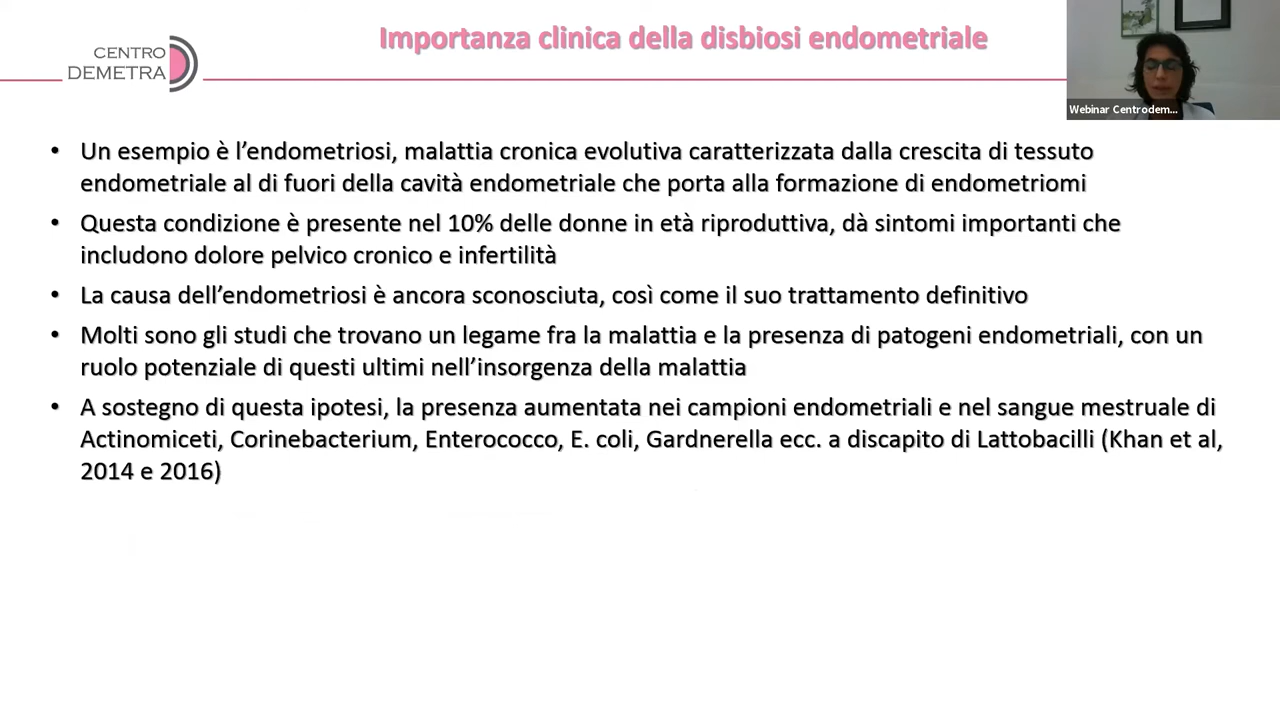 Importanza clinica della disbiosi endometriale
CENTRO
DEMETRA
Webinar Centrodem...
• Un esempio è l’endometriosi, malattia cronica evolutiva caratterizzata dalla crescita di tessuto
endometriale al di fuori della cavità endometriale che porta alla formazione di endometriomi
• Questa condizione è presente nel 10% delle donne in età riproduttiva, dà sintomi importanti che
includono dolore pelvico cronico e infertilità
• La causa dell’endometriosi è ancora sconosciuta, così come il suo trattamento definitivo
• Molti sono gli studi che trovano un legame fra la malattia e la presenza di patogeni endometriali, con un
ruolo potenziale di questi ultimi nell’insorgenza della malattia
• A sostegno di questa ipotesi, la presenza aumentata nei campioni endometriali e nel sangue mestruale di
Actinomiceti, Corinebacterium, Enterococco, E. coli, Gardnerella ecc. a discapito di Lattobacilli (Khan et al,
2014 e 2016)